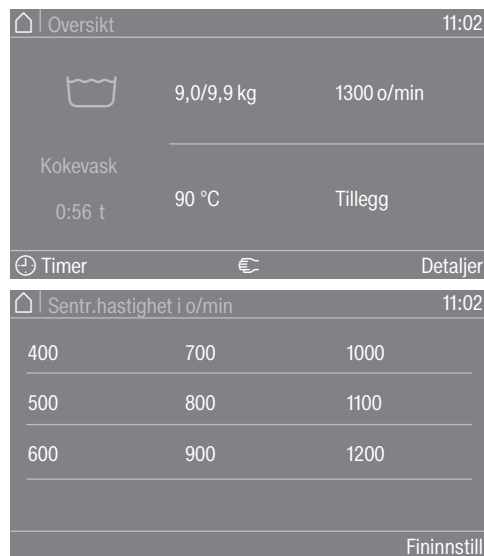 Oversikt 11:02
9,0/9,9 kg 1300 o/min
Kokevask
90 °C Tillegg
0:56 t
Timer Detaljer
Sentr.hastighet i o/min 11:02
400 700 1000
500 800 1100
600 900 1200
Fininnstill